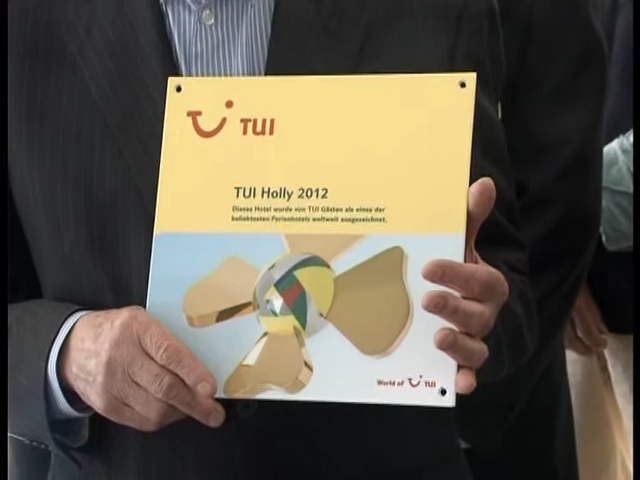 TUI
TUI Holly 2012
Dieses Hotel wurde von TUI Gästen als eines der
beliebtesten Ferienhotels weltweit ausgezeichnet.
World of TUI